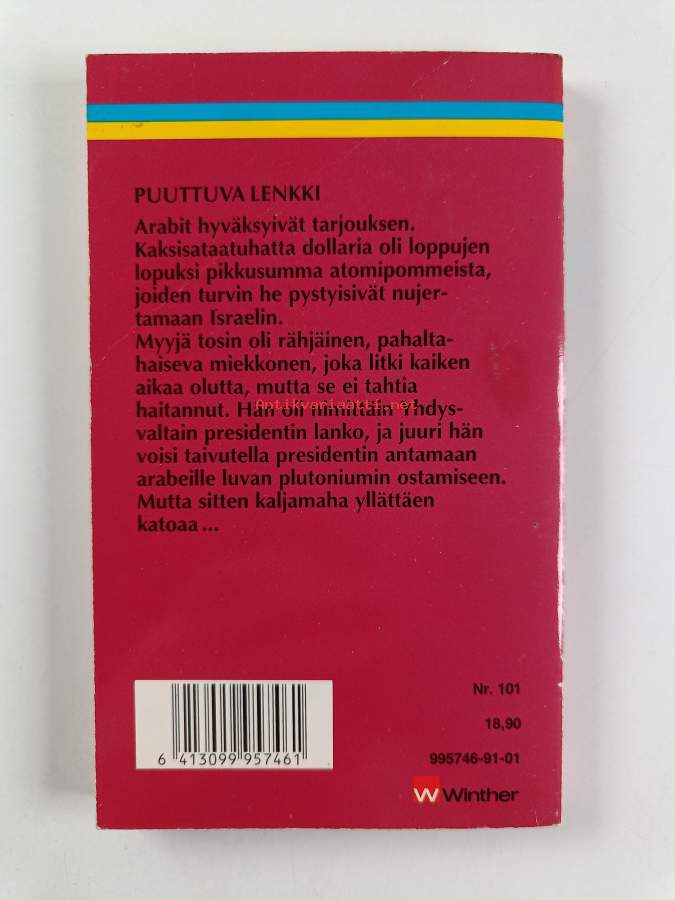 PUUTTUVA LENKKI
Arabit hyväksyivät tarjouksen.
Kaksisataatuhatta dollaria oli loppujen
lopuksi pikkusumma atomipommeista,
joiden turvin he pystyisivät nujer-
tamaan Israelin.
Myyjä tosin oli rähjäinen, pahalta-
haiseva miekkonen, joka litki kaiken
aikaa olutta, mutta se ei tahtia
haitannut. Hän oli nimittäin Yhdys-
Antikvariaatti.net
valtain presidentin lanko, ja juuri hän
voisi taivutella presidentin antamaan
arabeille luvan plutoniumin ostamiseen.
Mutta sitten kaljamaha yllättäen
katoaa ...
6 413099 957461
Nr. 101
18,90
995746-91-01
W Winther